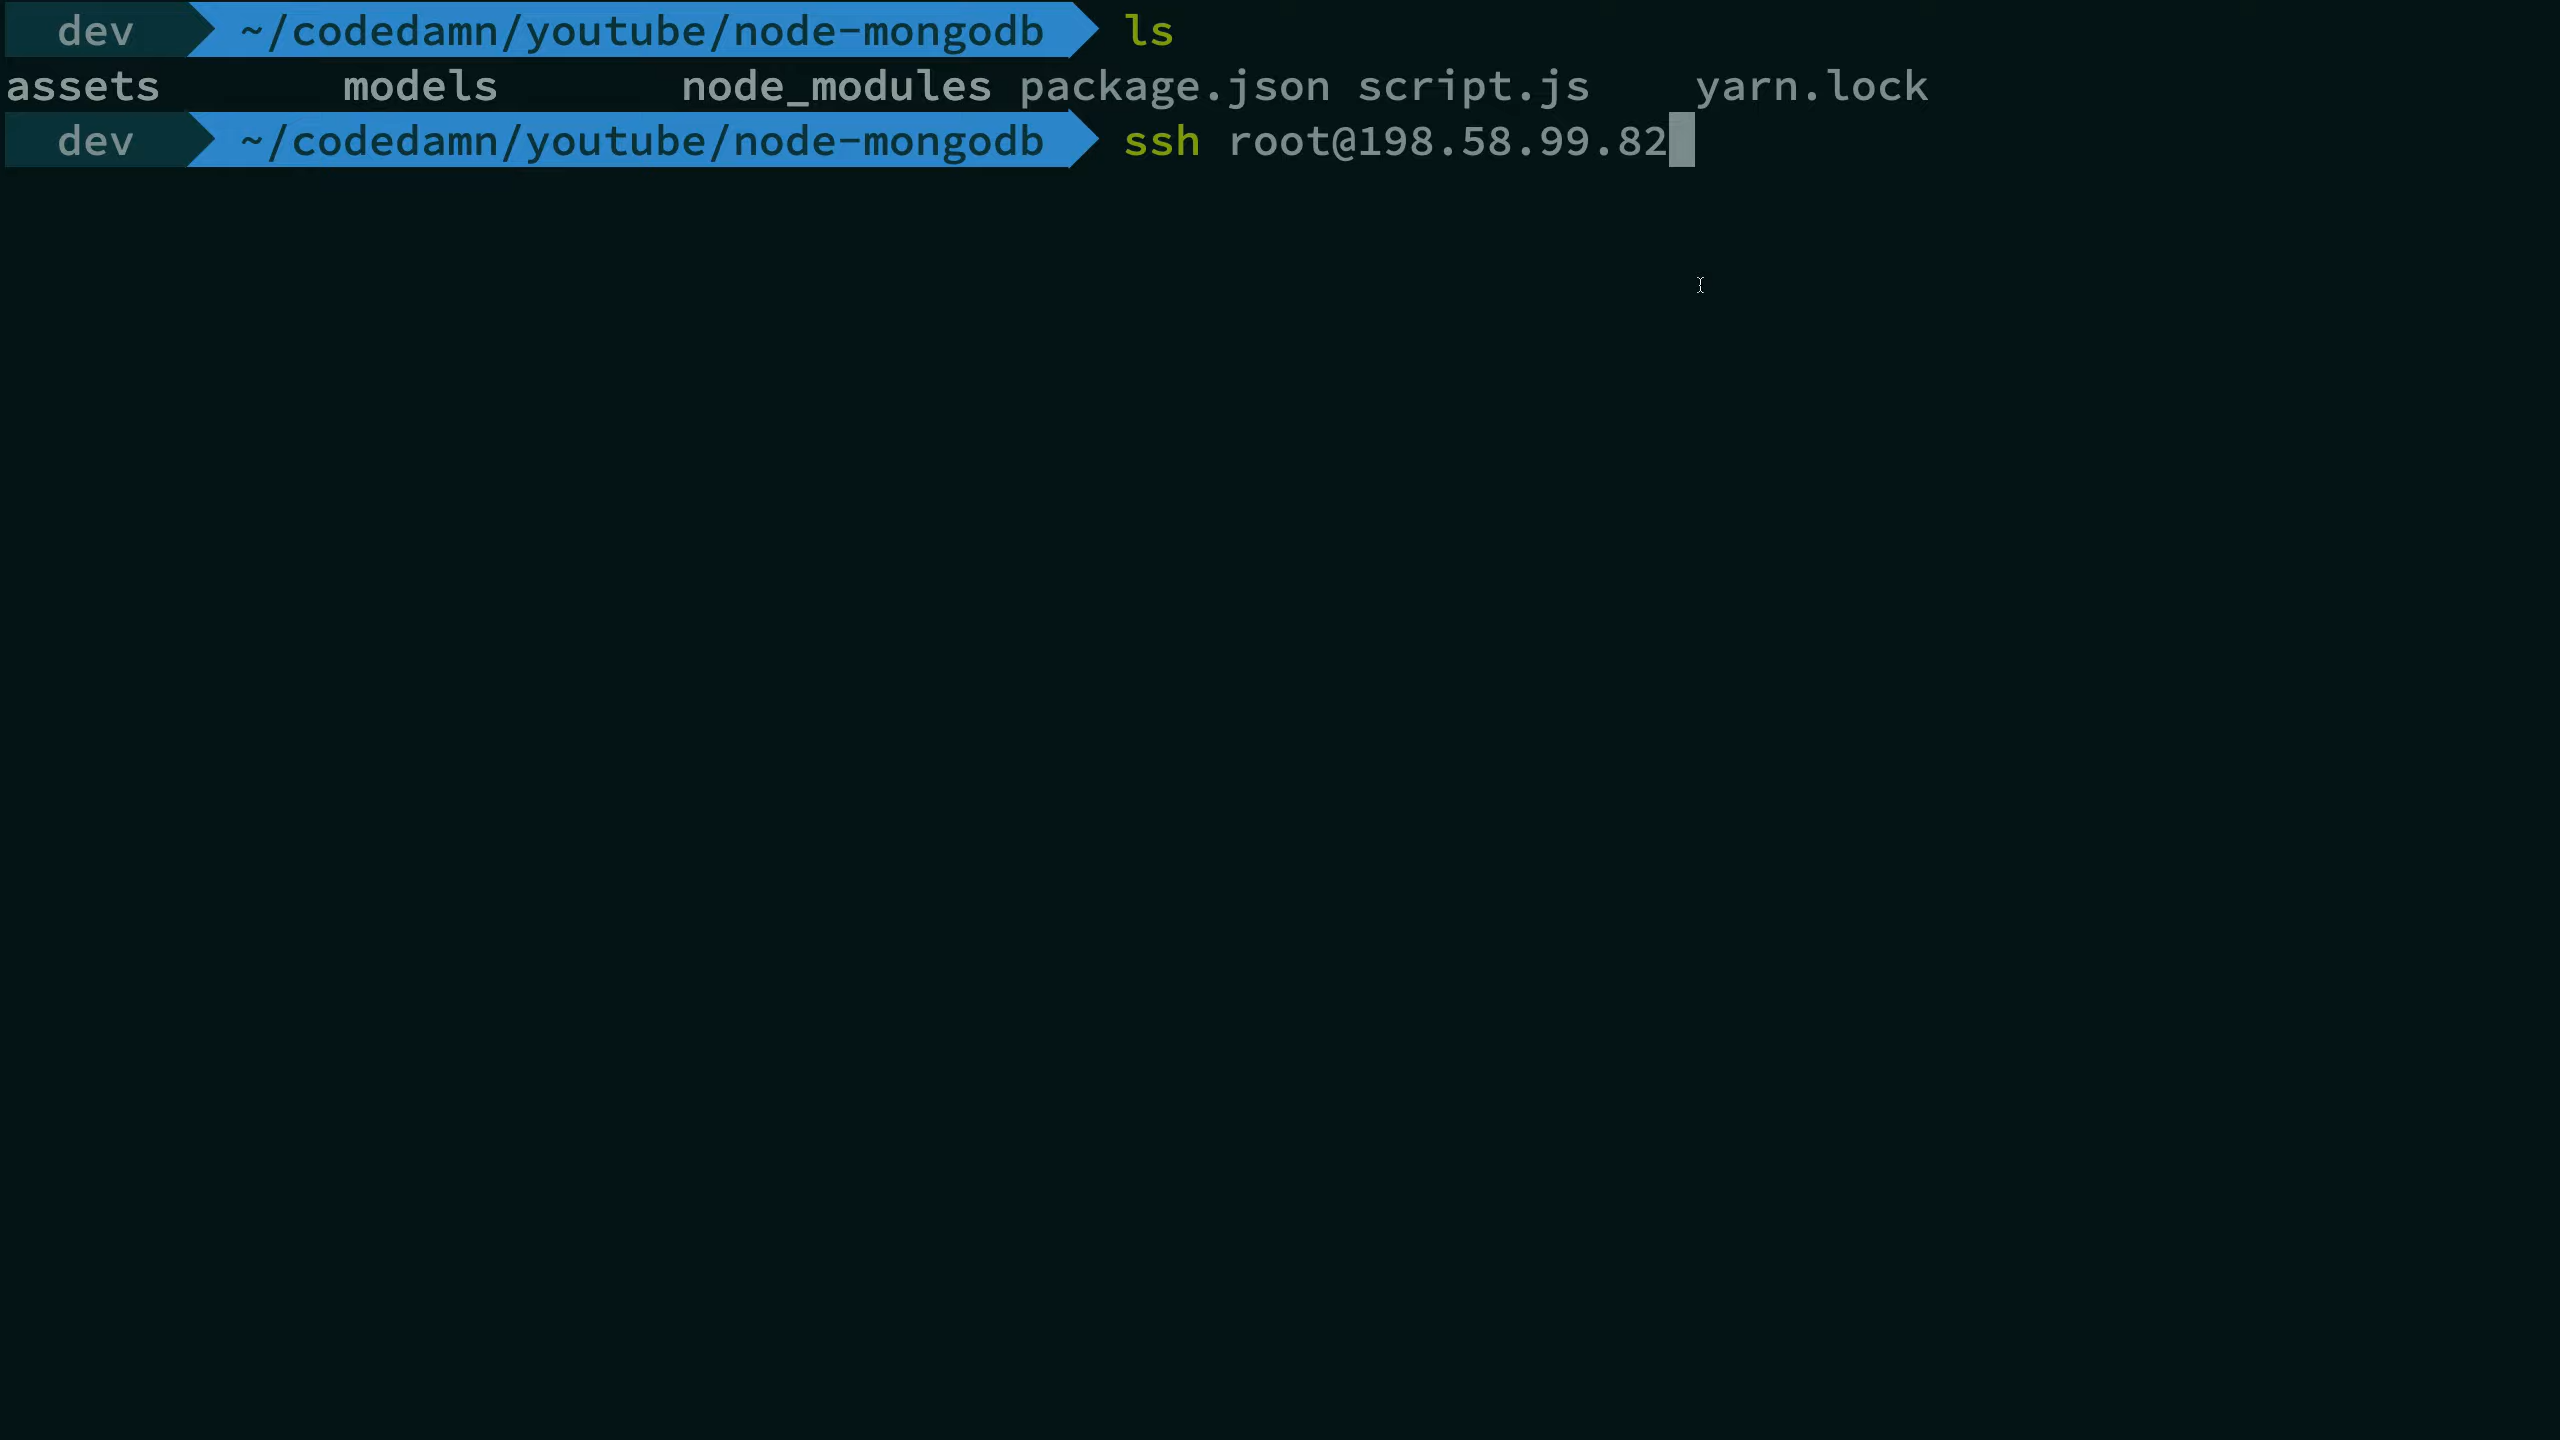 dev ~/codedamn/youtube/node-mongodb ls
assets models node_modules package.json script.js yarn.lock
dev ~/codedamn/youtube/node-mongodb ssh root@198.58.99.82